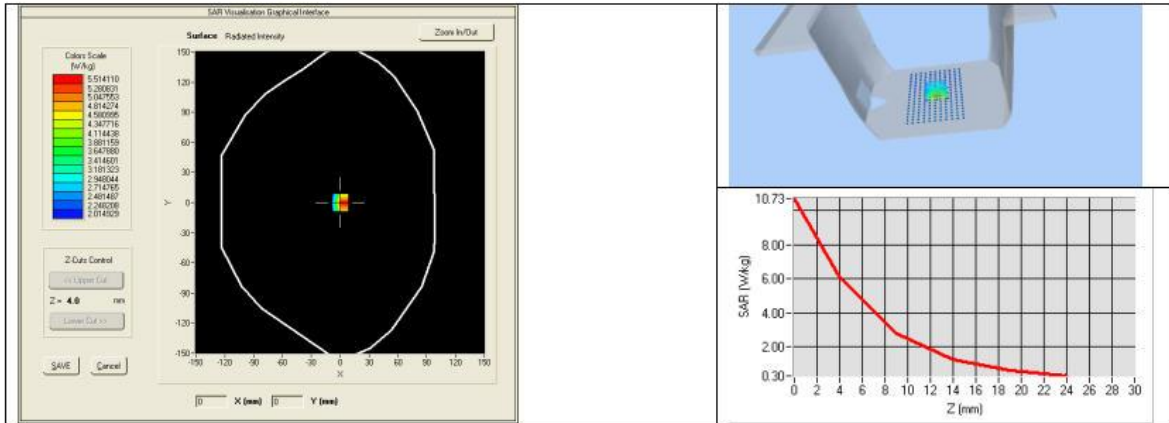 SAR Visualisation Graphical Interface
Surface Radiated Intensity
Zoom In/Out
Colors Scale
(W/kg)
5.514110
5.280831
5.047553
4.814274
4.580995
4.347716
4.114438
3.881159
3.647880
3.414601
3.181323
2.948044
2.714765
2.481487
2.248208
2.014929
Z-Cuts Control
<< Upper Cut
Z = 4.0 mm
Lower Cut >>
SAVE Cancel
150-
120-
90-
60-
30-
0-
-30-
-60-
-90-
-120-
-150-
Y
-150 -120 -90 -60 -30 0 30 60 90 120 150
X
0 X (mm) 0 Y (mm)
10.73-
8.00-
6.00-
4.00-
2.00-
0.30-
SAR (W/kg)
0 2 4 6 8 10 12 14 16 18 20 22 24 26 28 30
Z (mm)